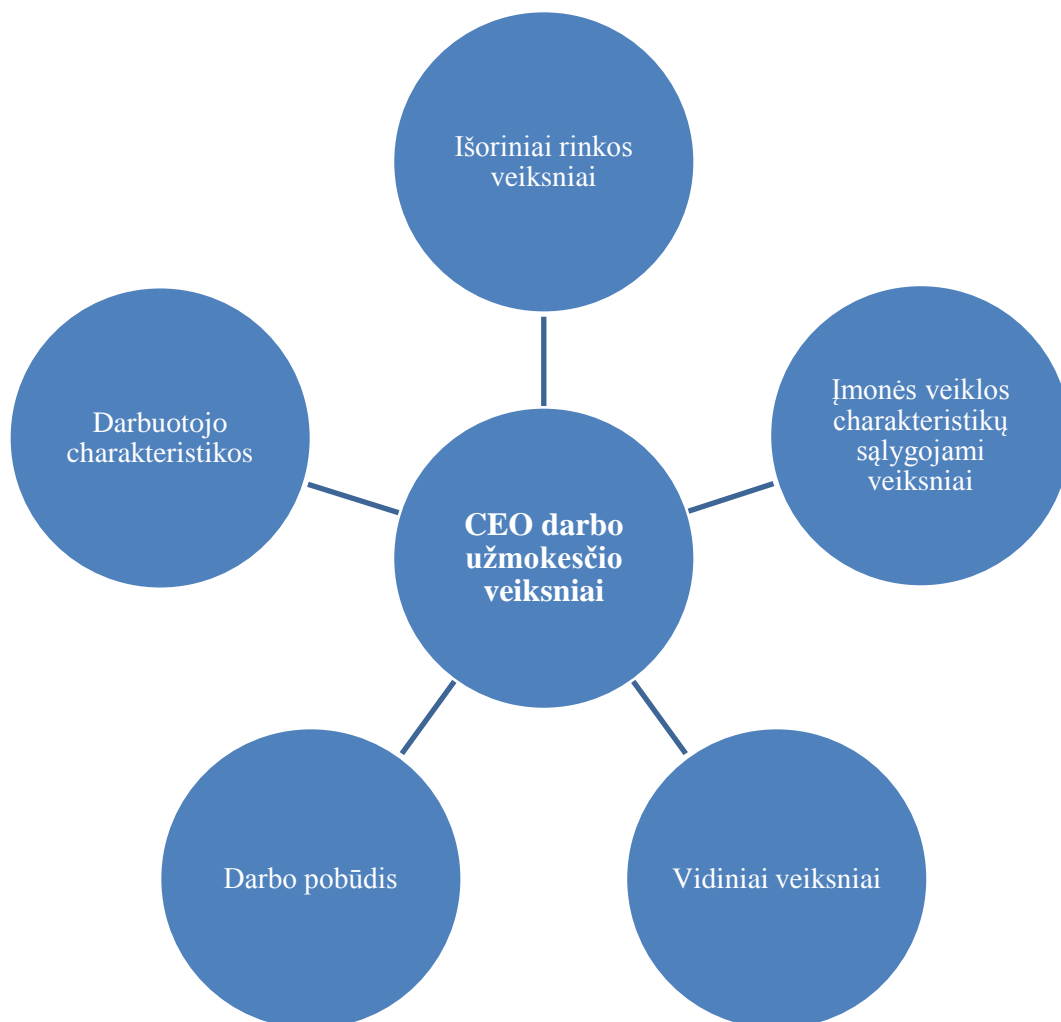 Išoriniai rinkos
veiksniai
Įmonės veiklos
charakteristikų
sąlygojami
veiksniai
Darbuotojo
charakteristikos
CEO darbo
užmokesčio
veiksniai
Darbo pobūdis
Vidiniai veiksniai